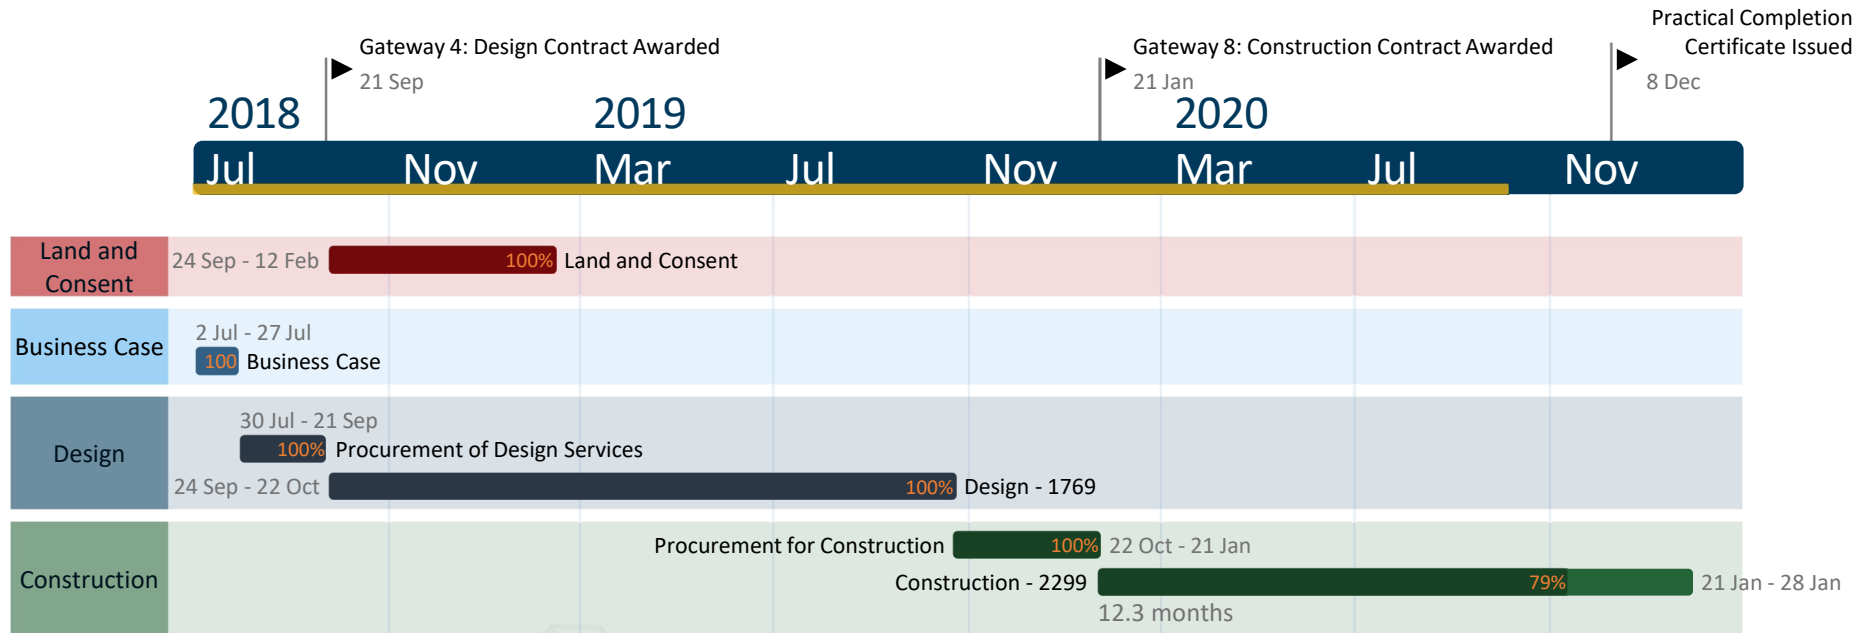 Practical Completion
Certificate Issued
8 Dec
Gateway 4: Design Contract Awarded
21 Sep
Gateway 8: Construction Contract Awarded
21 Jan
2018 2019 2020
Jul Nov Mar Jul Nov Mar Jul Nov
Land and
Consent
24 Sep - 12 Feb 100% Land and Consent
Business Case
2 Jul - 27 Jul
100 Business Case
Design
30 Jul - 21 Sep
100% Procurement of Design Services
24 Sep - 22 Oct 100% Design - 1769
Construction
Procurement for Construction 100% 22 Oct - 21 Jan
Construction - 2299 79% 21 Jan - 28 Jan
12.3 months